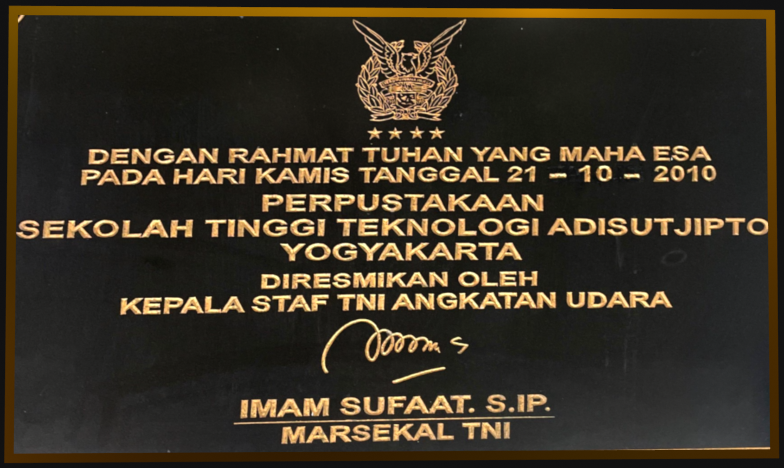 DENGAN RAHMAT TUHAN YANG MAHA ESA
PADA HARI KAMIS TANGGAL 21 – 10 – 2010
PERPUSTAKAAN
SEKOLAH TINGGI TEKNOLOGI ADISUTJIPTO
YOGYAKARTA
DIRESMIKAN OLEH
KEPALA STAF TNI ANGKATAN UDARA
IMAM SUFAAT. S.IP.
MARSEKAL TNI